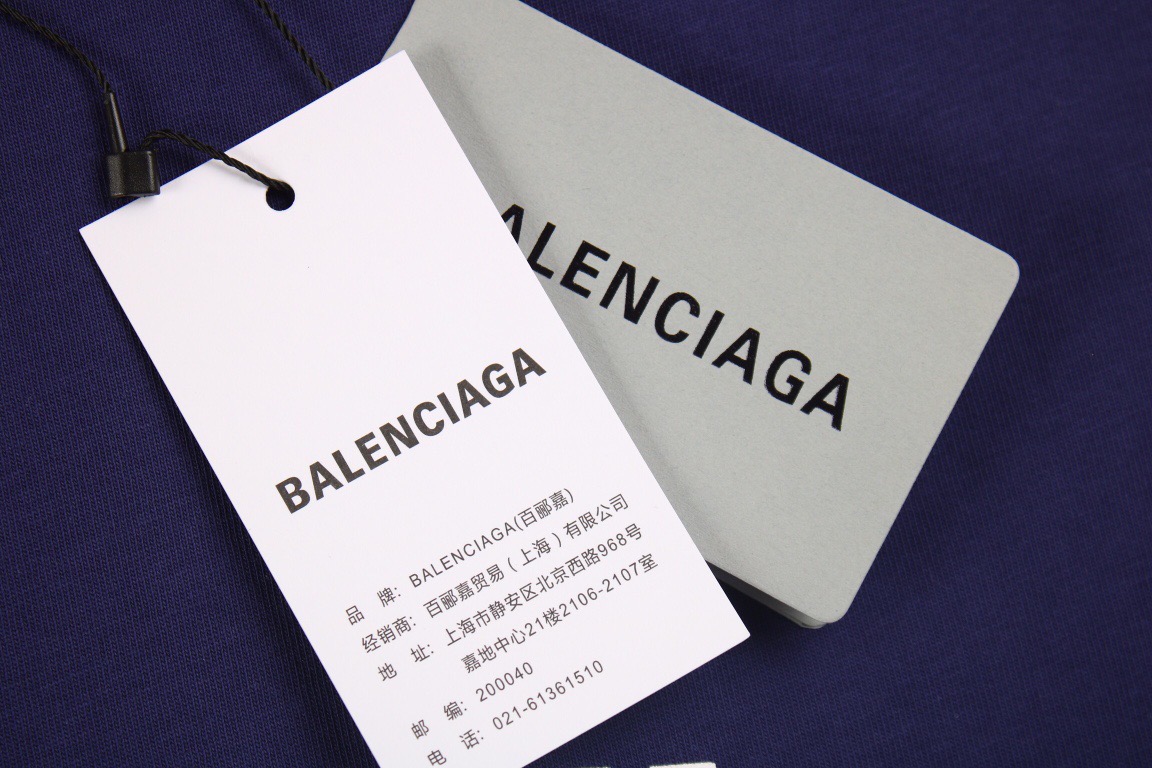 BALENCIAGA
品 牌: BALENCIAGA(百郦嘉)
经销商: 百郦嘉贸易（上海）有限公司
地 址: 上海市静安区北京西路968号
嘉地中心21楼2106-2107室
邮 编: 200040
电 话: 021-61361510
ALENCIAGA